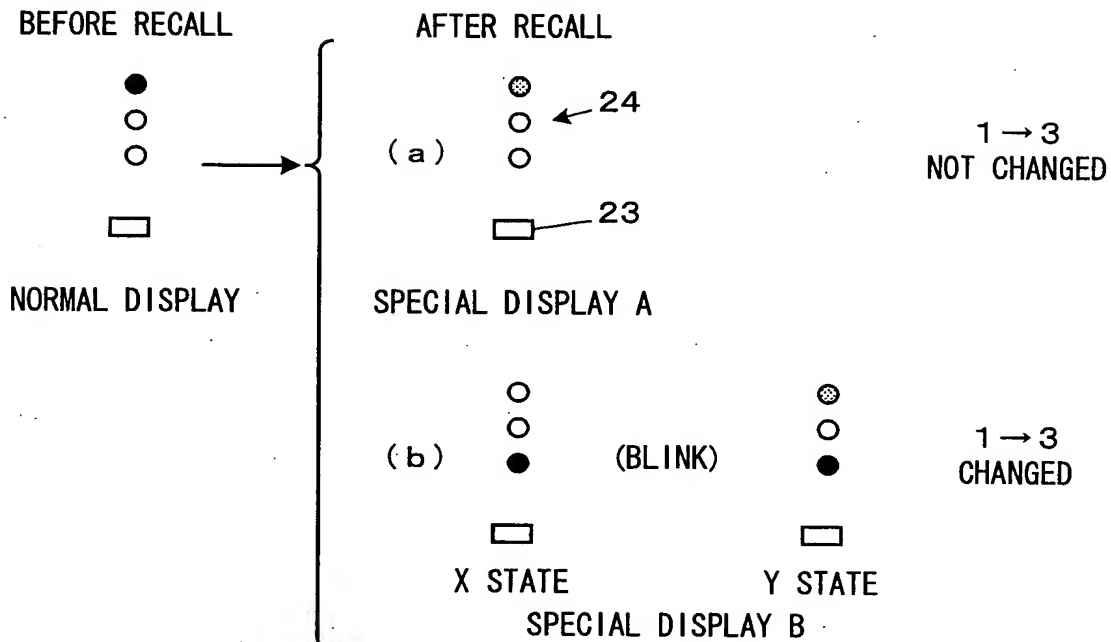 BEFORE RECALL
AFTER RECALL
24
(a)
1→3
NOT CHANGED
23
NORMAL DISPLAY
SPECIAL DISPLAY A
(b)
(BLINK)
1→3
CHANGED
X STATE
Y STATE
SPECIAL DISPLAY B